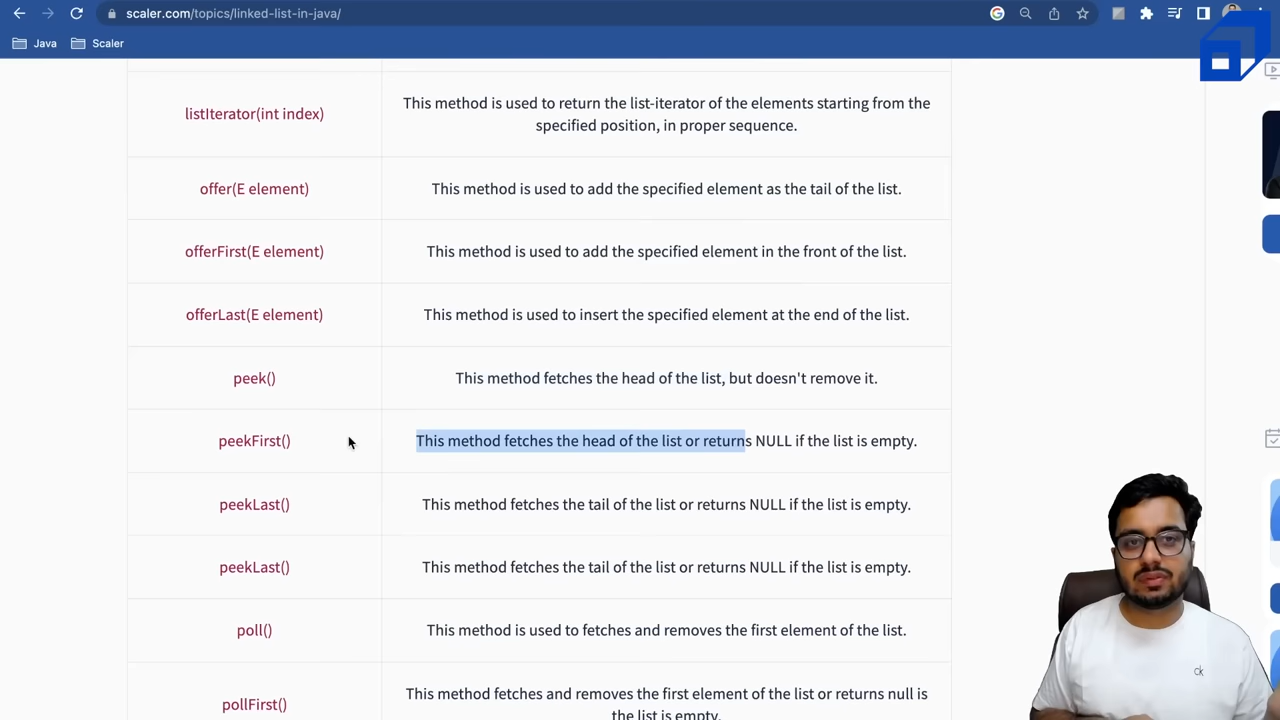 scaler.com/topics/linked-list-in-java/
Java
Scaler
listIterator(int index)
This method is used to return the list-iterator of the elements starting from the
specified position, in proper sequence.
offer(E element)
This method is used to add the specified element as the tail of the list.
offerFirst(E element)
This method is used to add the specified element in the front of the list.
offerLast(E element)
This method is used to insert the specified element at the end of the list.
peek()
This method fetches the head of the list, but doesn't remove it.
peekFirst()
This method fetches the head of the list or returns NULL if the list is empty.
peekLast()
This method fetches the tail of the list or returns NULL if the list is empty.
peekLast()
This method fetches the tail of the list or returns NULL if the list is empty.
poll()
This method is used to fetches and removes the first element of the list.
pollFirst()
This method fetches and removes the first element of the list or returns null is
the list is empty.
ck